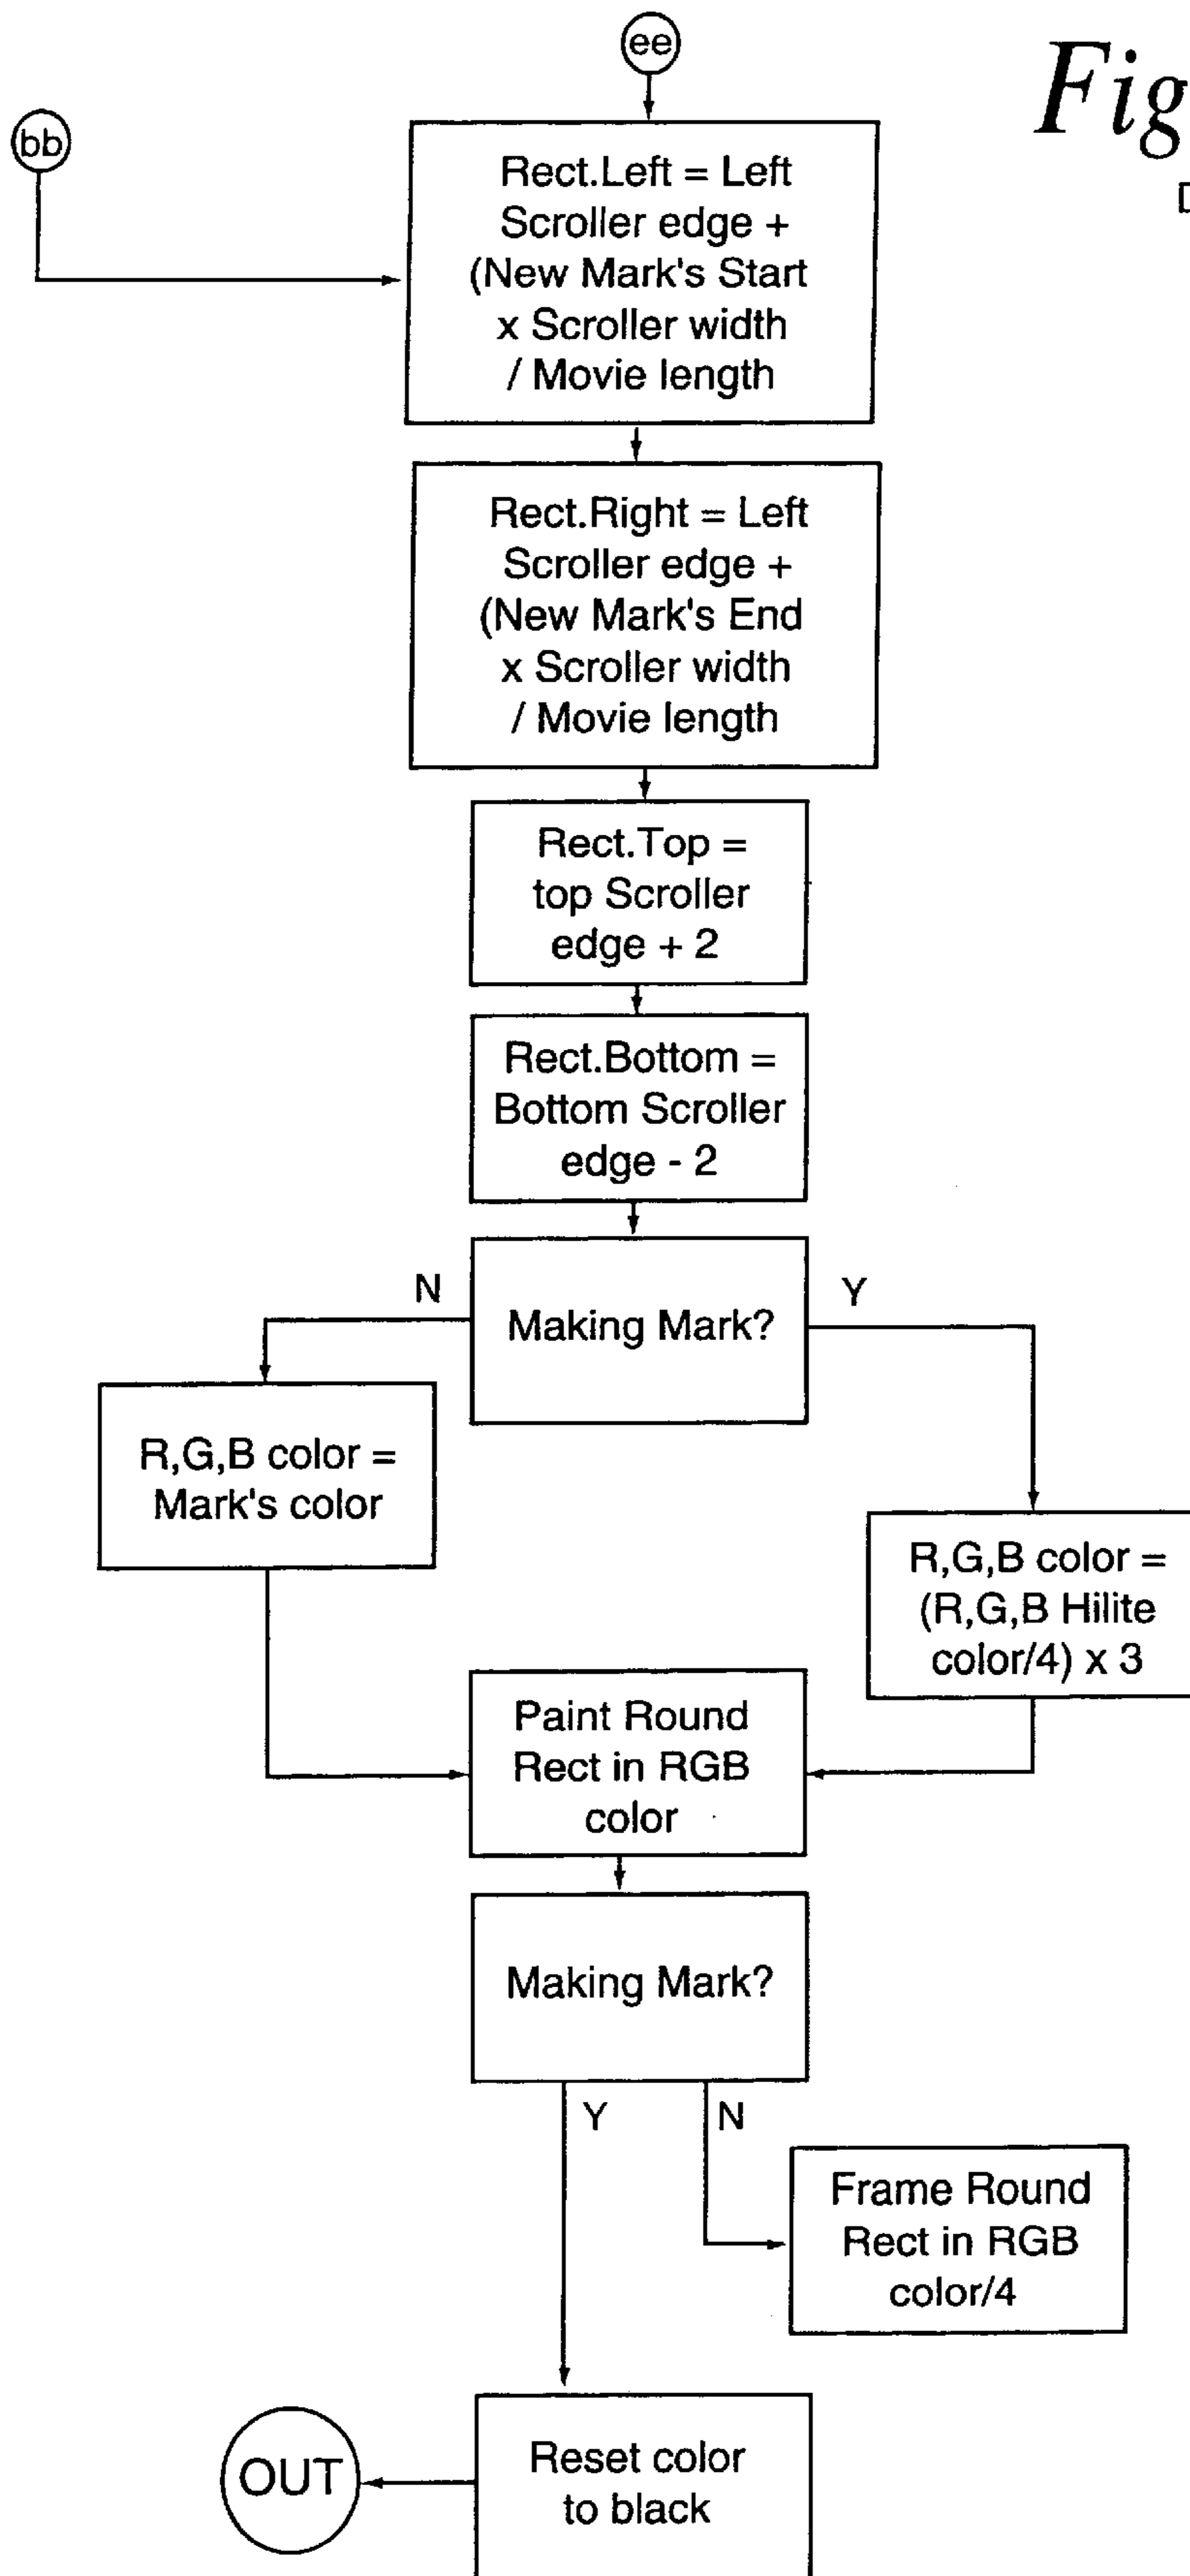 ee
Fig
bb
Rect.Left = Left
Scroller edge +
(New Mark's Start
x Scroller width
/ Movie length
Rect.Right = Left
Scroller edge +
(New Mark's End
x Scroller width
/ Movie length
Rect.Top =
top Scroller
edge + 2
Rect.Bottom =
Bottom Scroller
edge - 2
N
Making Mark?
Y
R,G,B color =
Mark's color
R,G,B color =
(R,G,B Hilite
color/4) x 3
Paint Round
Rect in RGB
color
Making Mark?
Y
N
Frame Round
Rect in RGB
color/4
OUT
Reset color
to black